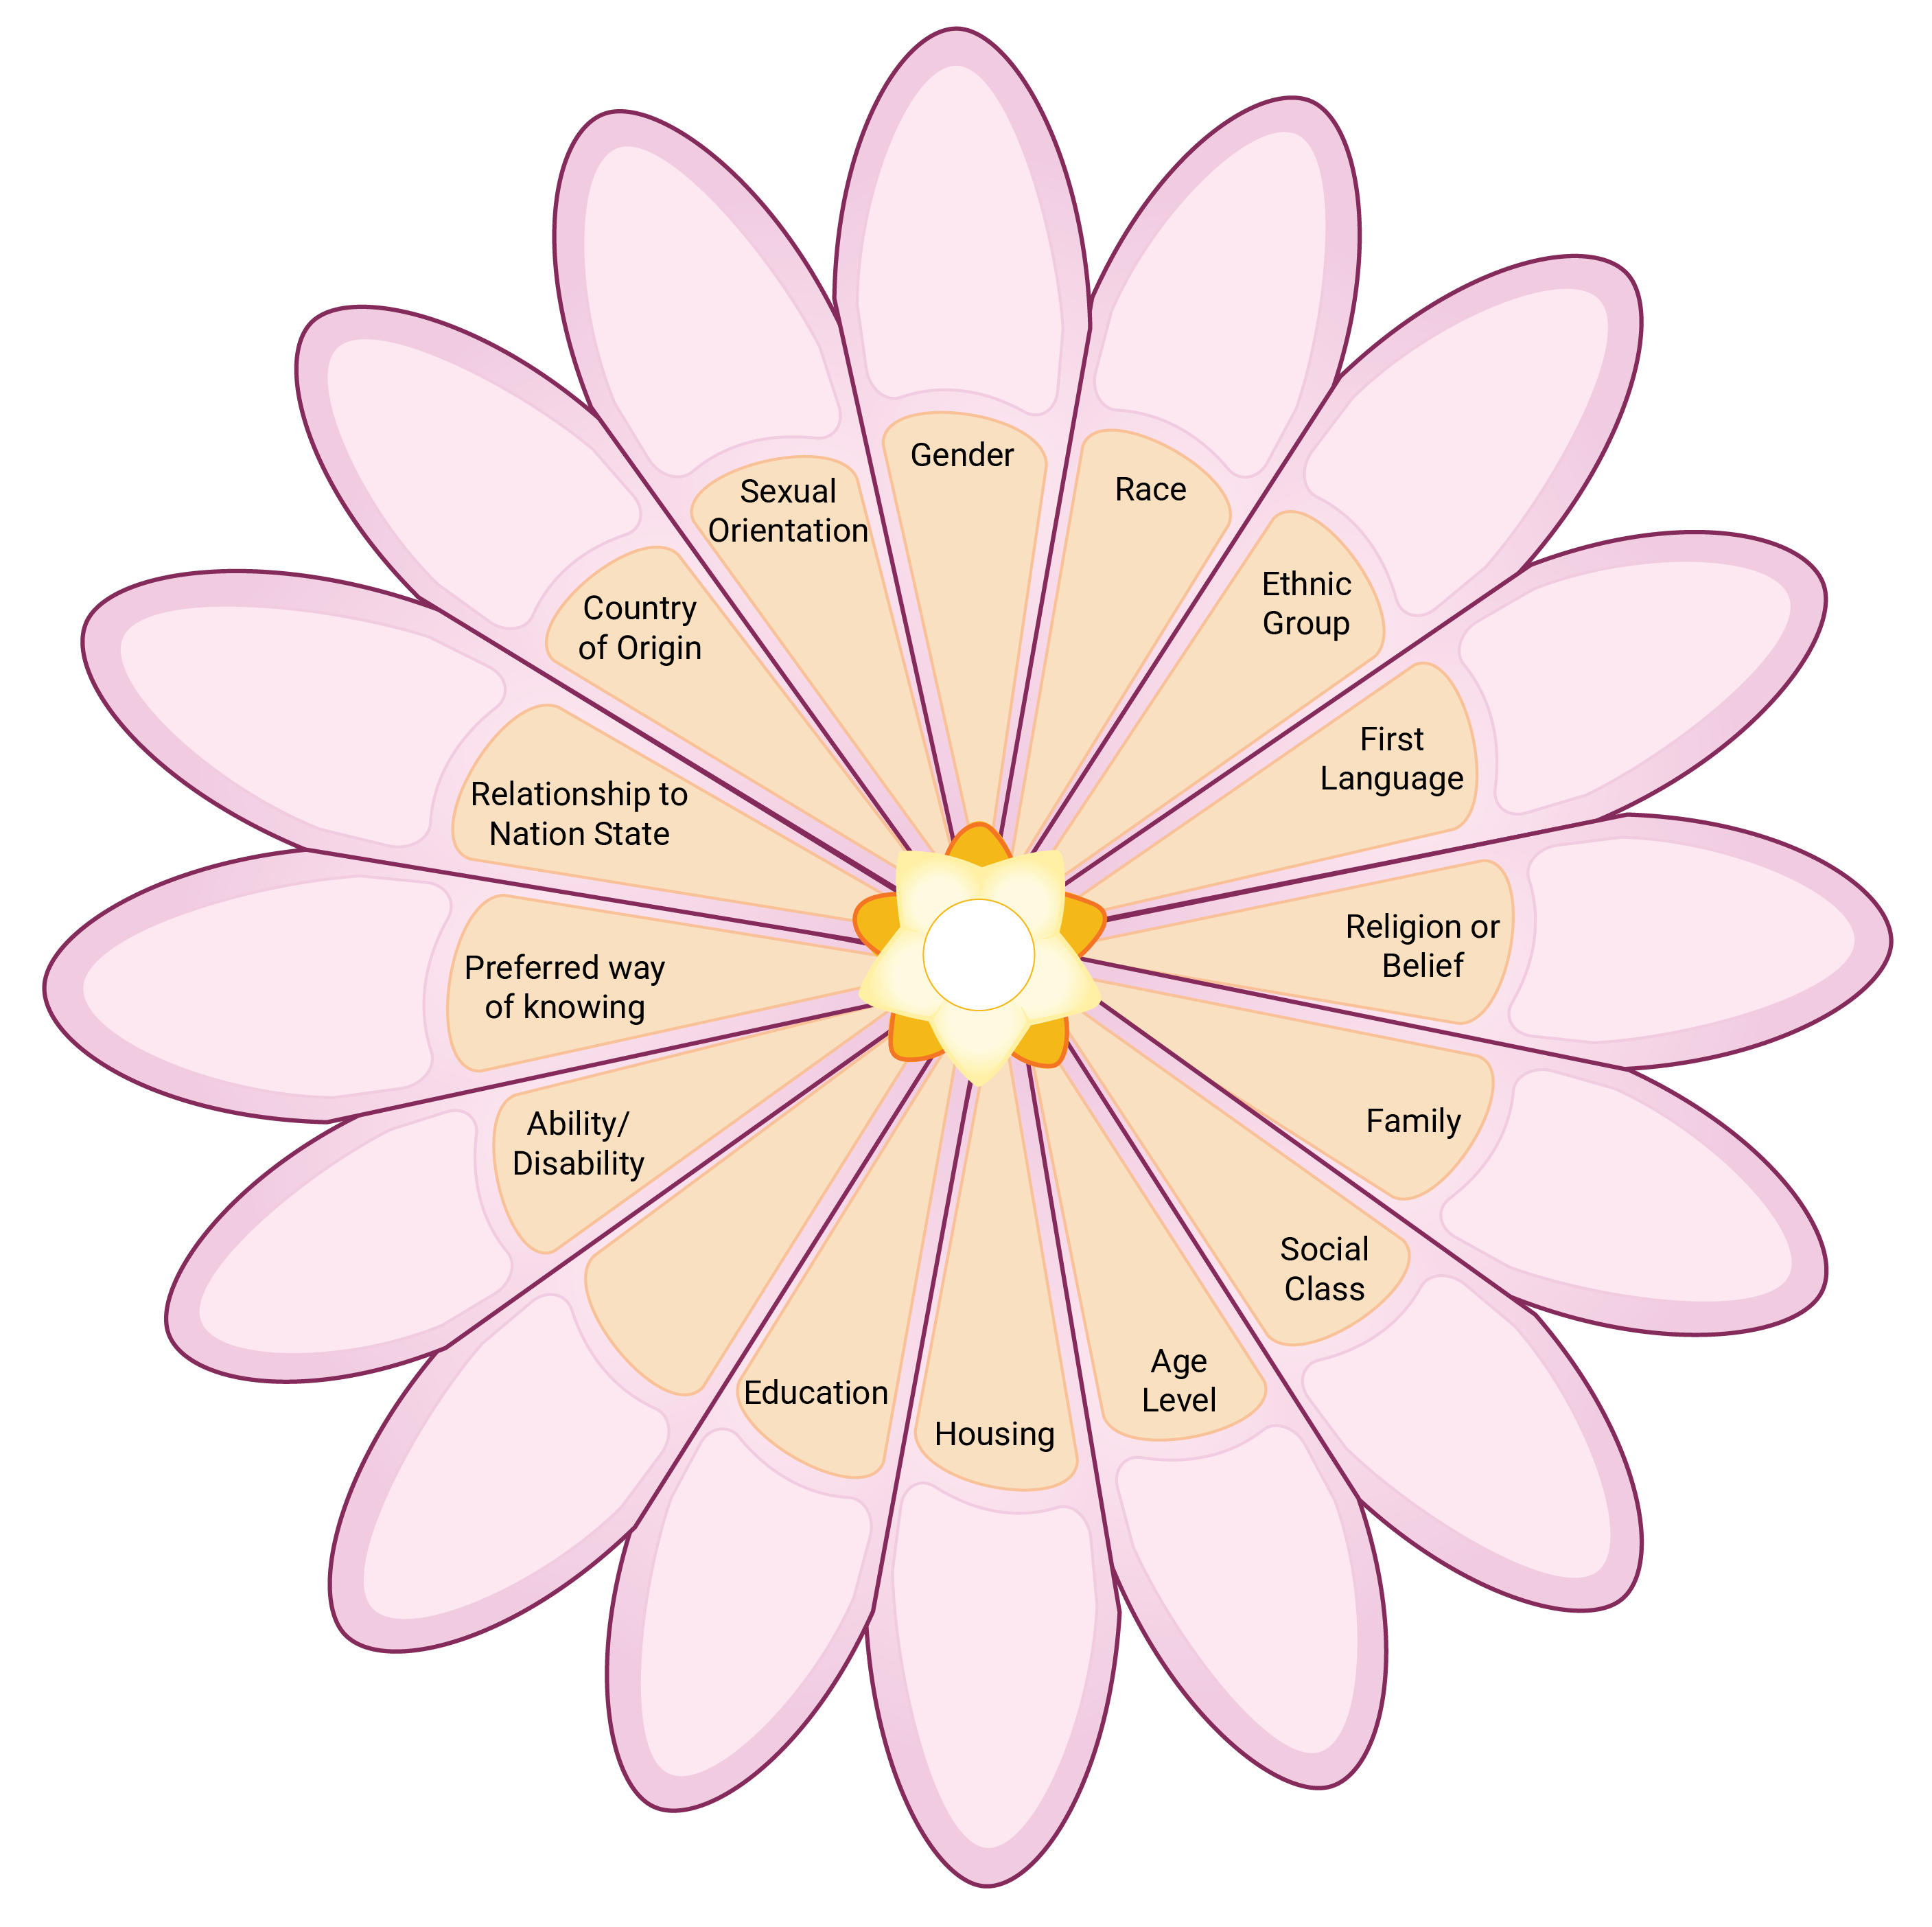 Gender
Race
Ethnic
Group
First
Language
Religion or
Belief
Family
Social
Class
Age
Level
Housing
Education
Ability/
Disability
Preferred way
of knowing
Relationship to
Nation State
Country
of Origin
Sexual
Orientation